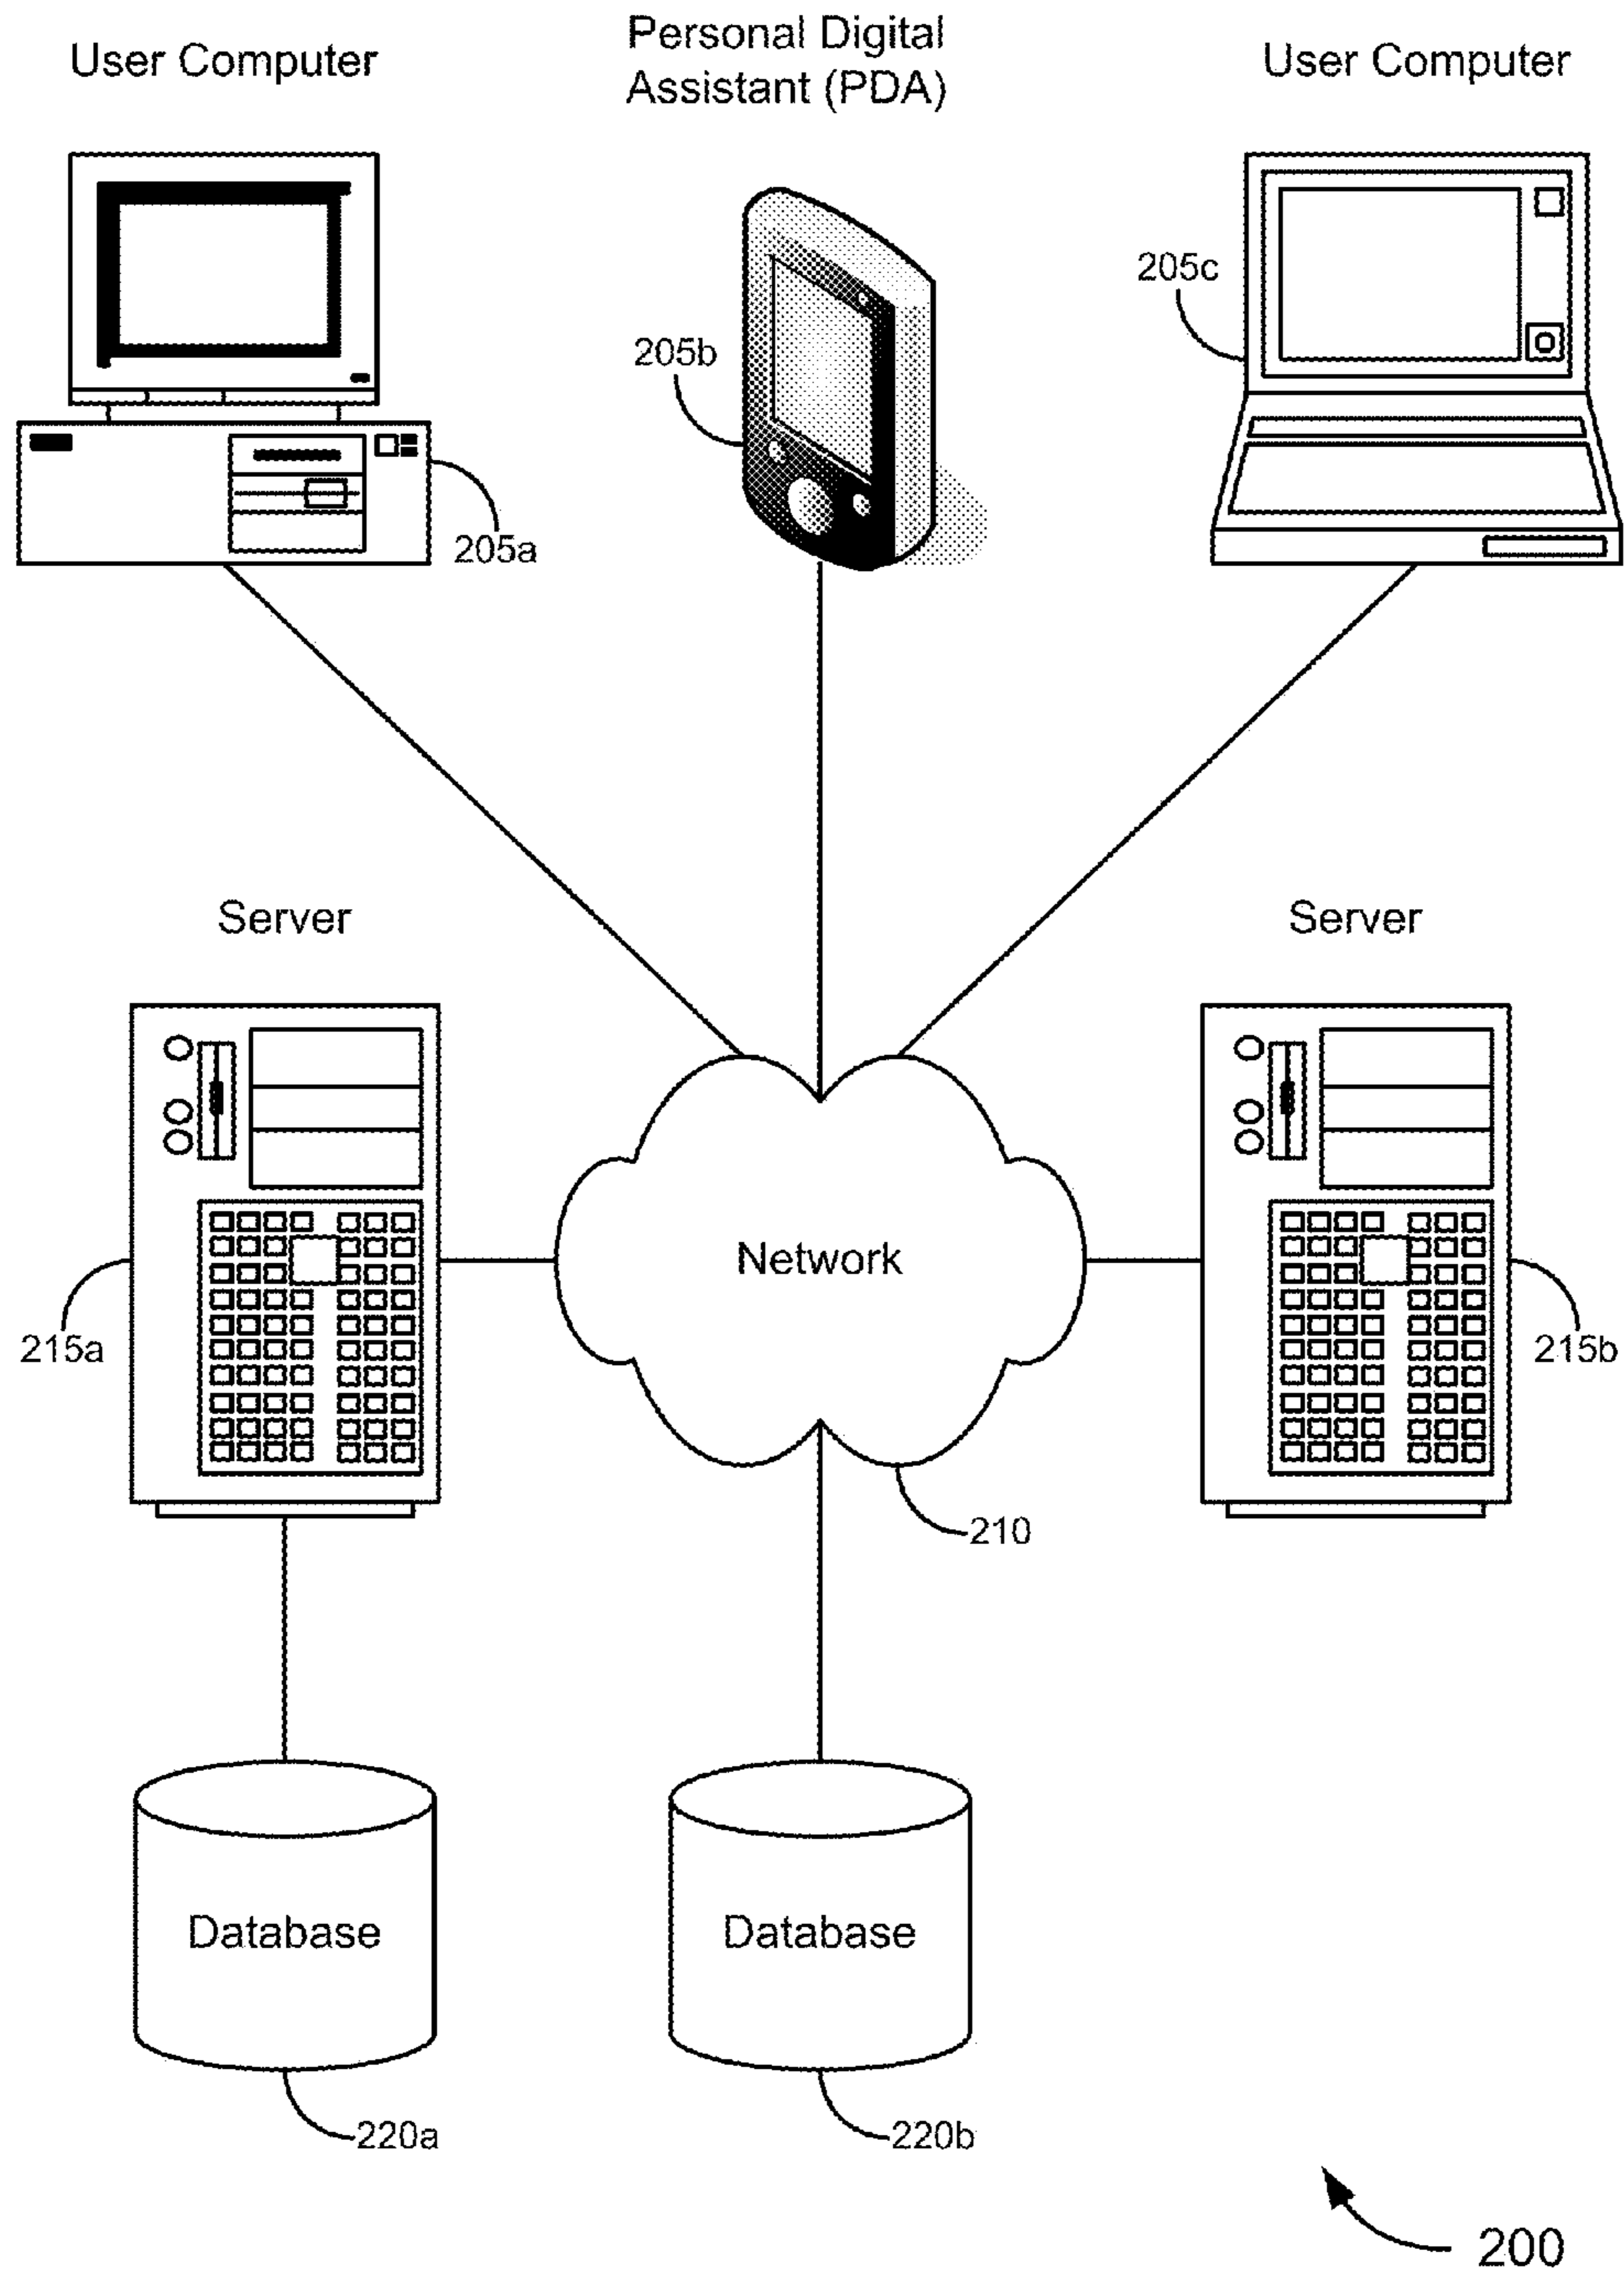 User Computer
Personal Digital
Assistant (PDA)
User Computer
205c
205b
205a
Server
Server
Network
215a
215b
210
Database
Database
220a
220b
200